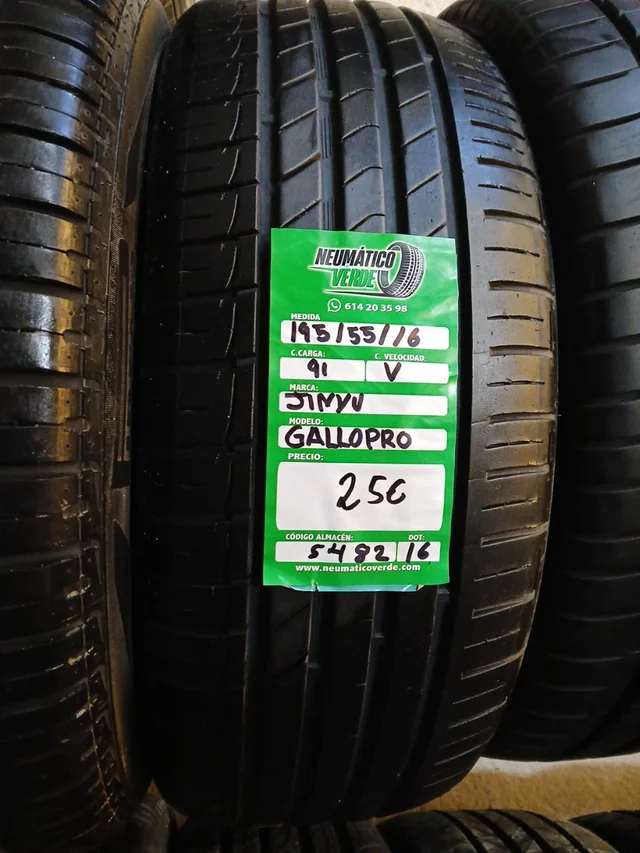 NEUMÁTICO
VERDE
614 20 35 98
MEDIDA
195/55/16
C.CARGA: C. VELOCIDAD:
91 V
MARCA:
JINYU
MODELO:
GALLOPRO
PRECIO:
25€
CÓDIGO ALMACÉN: DOT:
5482 16
www.neumaticoverde.com